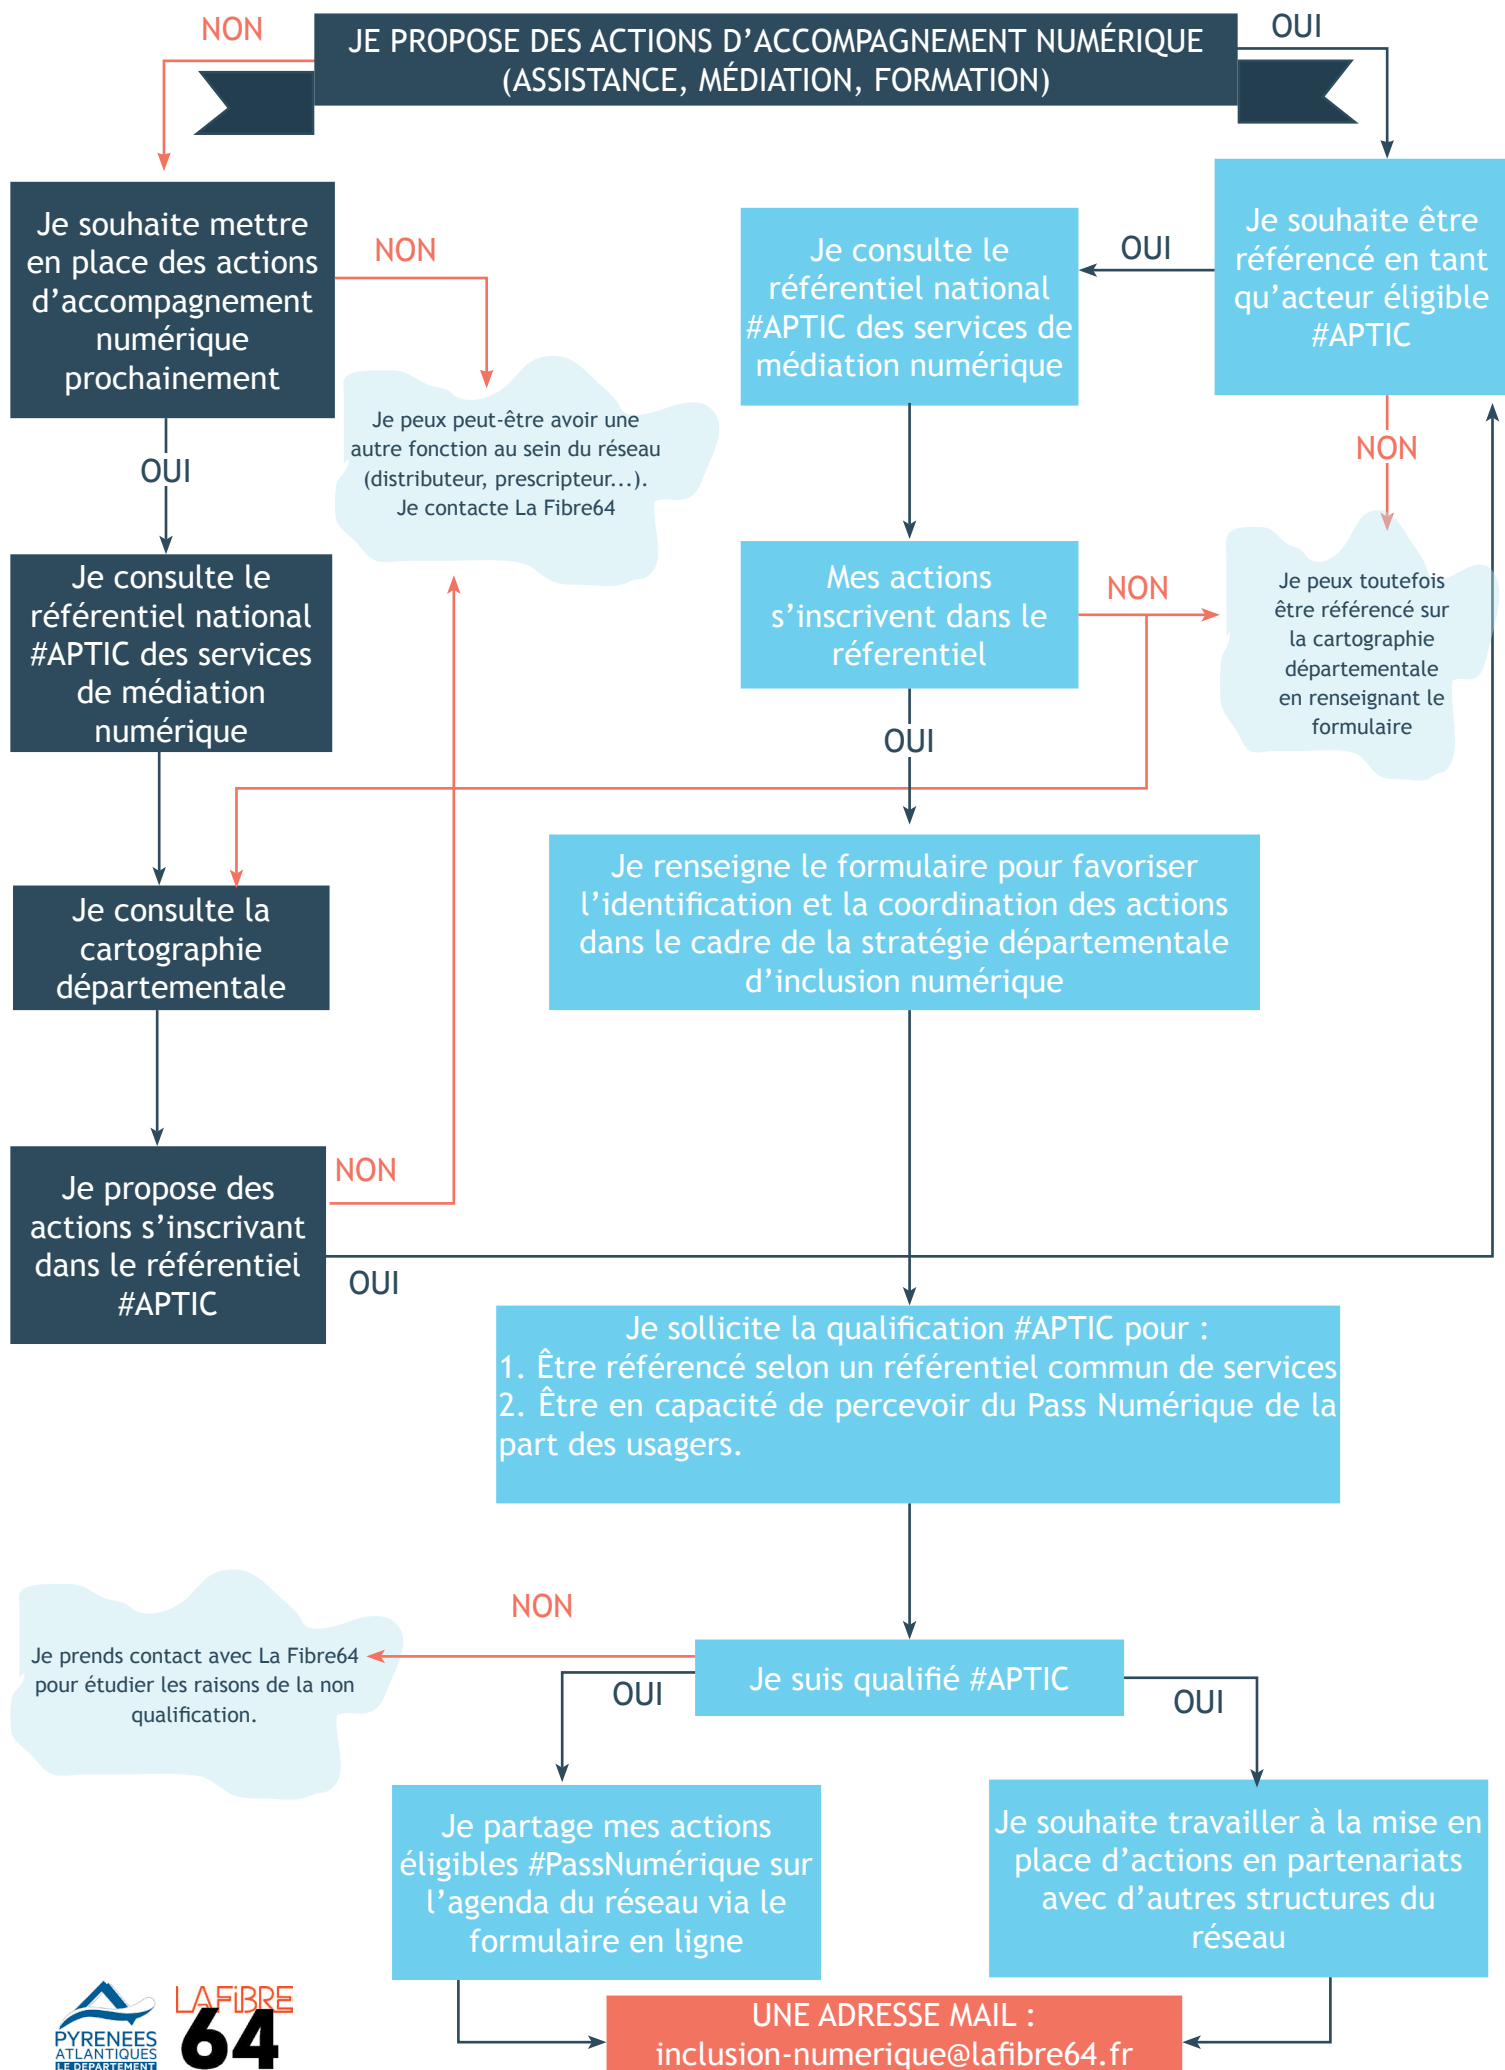 NON
JE PROPOSE DES ACTIONS D’ACCOMPAGNEMENT NUMÉRIQUE
(ASSISTANCE, MÉDIATION, FORMATION)
OUI
Je souhaite mettre
en place des actions
d’accompagnement
numérique
prochainement
NON
Je peux peut-être avoir une
autre fonction au sein du réseau
(distributeur, prescripteur...).
Je contacte La Fibre64
OUI
Je consulte le
référentiel national
#APTIC des services
de médiation
numérique
Je consulte la
cartographie
départementale
Je propose des
actions s’inscrivant
dans le référentiel
#APTIC
NON
OUI
Je souhaite être
référencé en tant
qu’acteur éligible
#APTIC
OUI
NON
Je consulte le
référentiel national
#APTIC des services de
médiation numérique
Mes actions
s’inscrivent dans le
réferentiel
NON
Je peux toutefois
être référencé sur
la cartographie
départementale
en renseignant le
formulaire
OUI
Je renseigne le formulaire pour favoriser
l’identification et la coordination des actions
dans le cadre de la stratégie départementale
d’inclusion numérique
Je sollicite la qualification #APTIC pour :
1. Être référencé selon un référentiel commun de services
2. Être en capacité de percevoir du Pass Numérique de la
part des usagers.
NON
Je prends contact avec La Fibre64
pour étudier les raisons de la non
qualification.
Je suis qualifié #APTIC
OUI
OUI
Je partage mes actions
éligibles #PassNumérique sur
l’agenda du réseau via le
formulaire en ligne
Je souhaite travailler à la mise en
place d’actions en partenariats
avec d’autres structures du
réseau
UNE ADRESSE MAIL :
inclusion-numerique@lafibre64.fr
PYRENEES
ATLANTIQUES
LE DEPARTEMENT
LAFiBRE
64